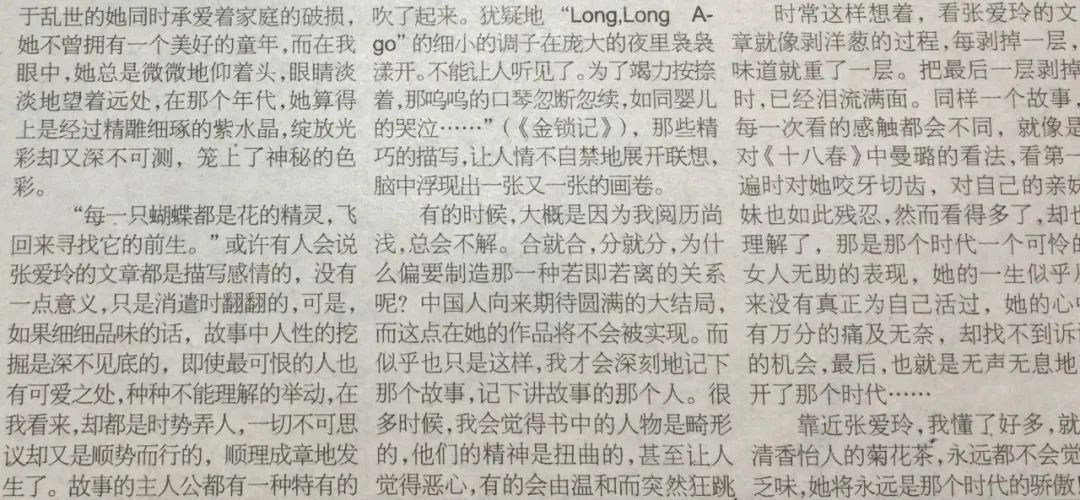 于乱世的她同时承爱着家庭的破损，
她不曾拥有一个美好的童年，而在我
眼中，她总是微微地仰着头，眼睛淡
淡地望着远处，在那个年代，她算得
上是经过精雕细琢的紫水晶，绽放光
彩却又深不可测，笼上了神秘的色
彩。
“每一只蝴蝶都是花的精灵，飞
回来寻找它的前生。”或许有人会说
张爱玲的文章都是描写感情的，没有
一点意义，只是消遣时翻翻的，可是，
如果细细品味的话，故事中人性的挖
掘是深不见底的，即使最可恨的人也
有可爱之处，种种不能理解的举动，在
我看来，却都是时势弄人，一切不可思
议却又是顺势而行的，顺理成章地发
生了。故事的主人公都有一种特有的
吹了起来。犹疑地“Long,Long A-
go”的细小的调子在庞大的夜里袅袅
漾开。不能让人听见了。为了竭力按捺
着，那呜呜的口琴忽断忽续，如同婴儿
的哭泣……”（《金锁记》），那些精
巧的描写，让人情不自禁地展开联想，
脑中浮现出一张又一张的画卷。
有的时候，大概是因为我阅历尚
浅，总会不解。合就合，分就分，为什
么偏要制造那一种若即若离的关系
呢？中国人向来期待圆满的大结局，
而这点在她的作品将不会被实现。而
似乎也只是这样，我才会深刻地记下
那个故事，记下讲故事的那个人。很
多时候，我会觉得书中的人物是畸形
的，他们的精神是扭曲的，甚至让人
觉得恶心，有的会由温和而突然狂跳
时常这样想着，看张爱玲的文
章就像剥洋葱的过程，每剥掉一层，
味道就重了一层。把最后一层剥掉
时，已经泪流满面。同样一个故事，
每一次看的感触都会不同，就像是
对《十八春》中曼璐的看法，看第一
遍时对她咬牙切齿，对自己的亲妹
妹也如此残忍，然而看得多了，却也
理解了，那是那个时代一个可怜的
女人无助的表现，她的一生似乎从
来没有真正为自己活过，她的心中
有万分的痛及无奈，却找不到诉
的机会，最后，也就是无声无息地
开了那个时代……
靠近张爱玲，我懂了好多，就
清香怡人的菊花茶，永远都不会觉
乏味，她将永远是那个时代的骄傲